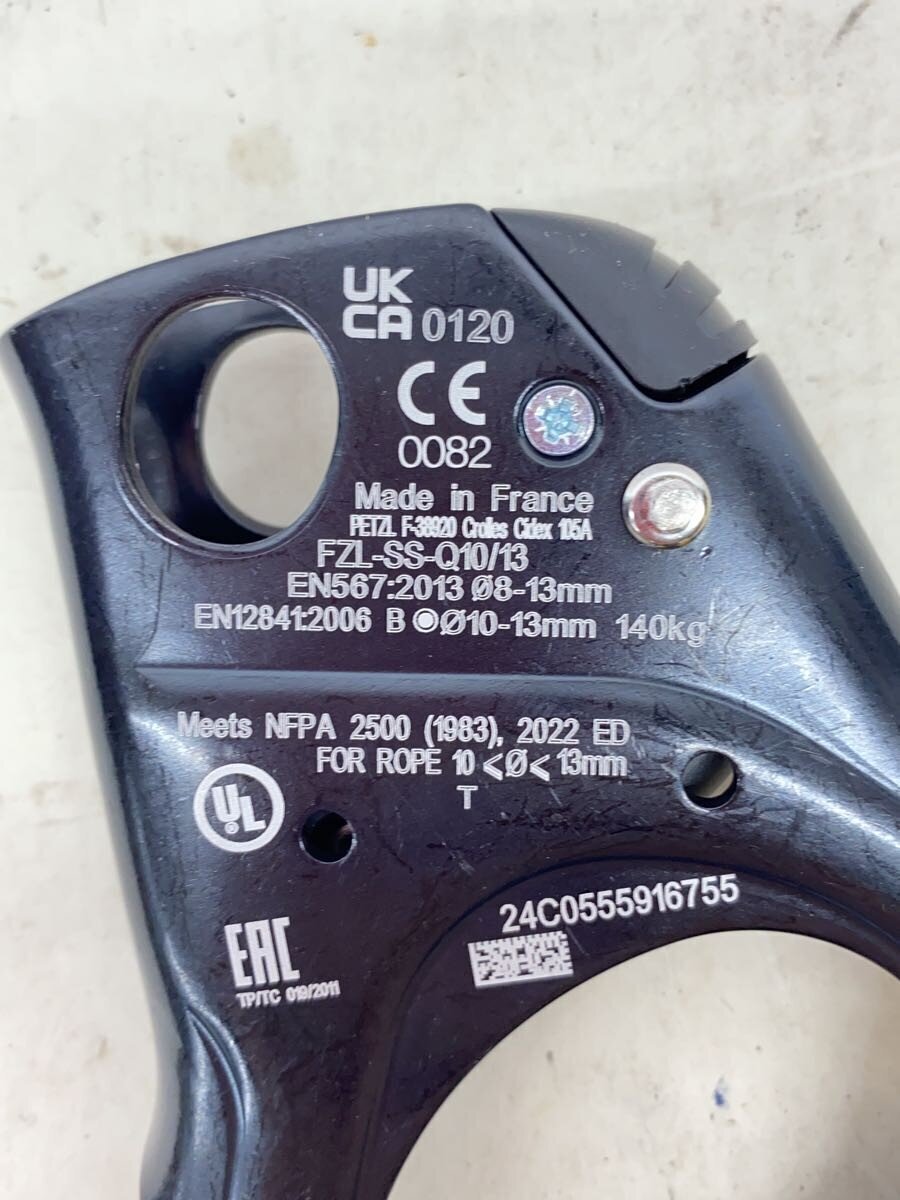 UK
CA 0120
CE
0082
Made in France
PETZL F-38920 Crolles Cidex 105A
FZL-SS-Q10/13
EN567:2013 Ø8-13mm
EN12841:2006 B ◉Ø10-13mm 140kg
Meets NFPA 2500 (1983), 2022 ED
FOR ROPE 10 <Ø< 13mm
T
UL
24C0555916755
EAC
TP/TC 019/2011